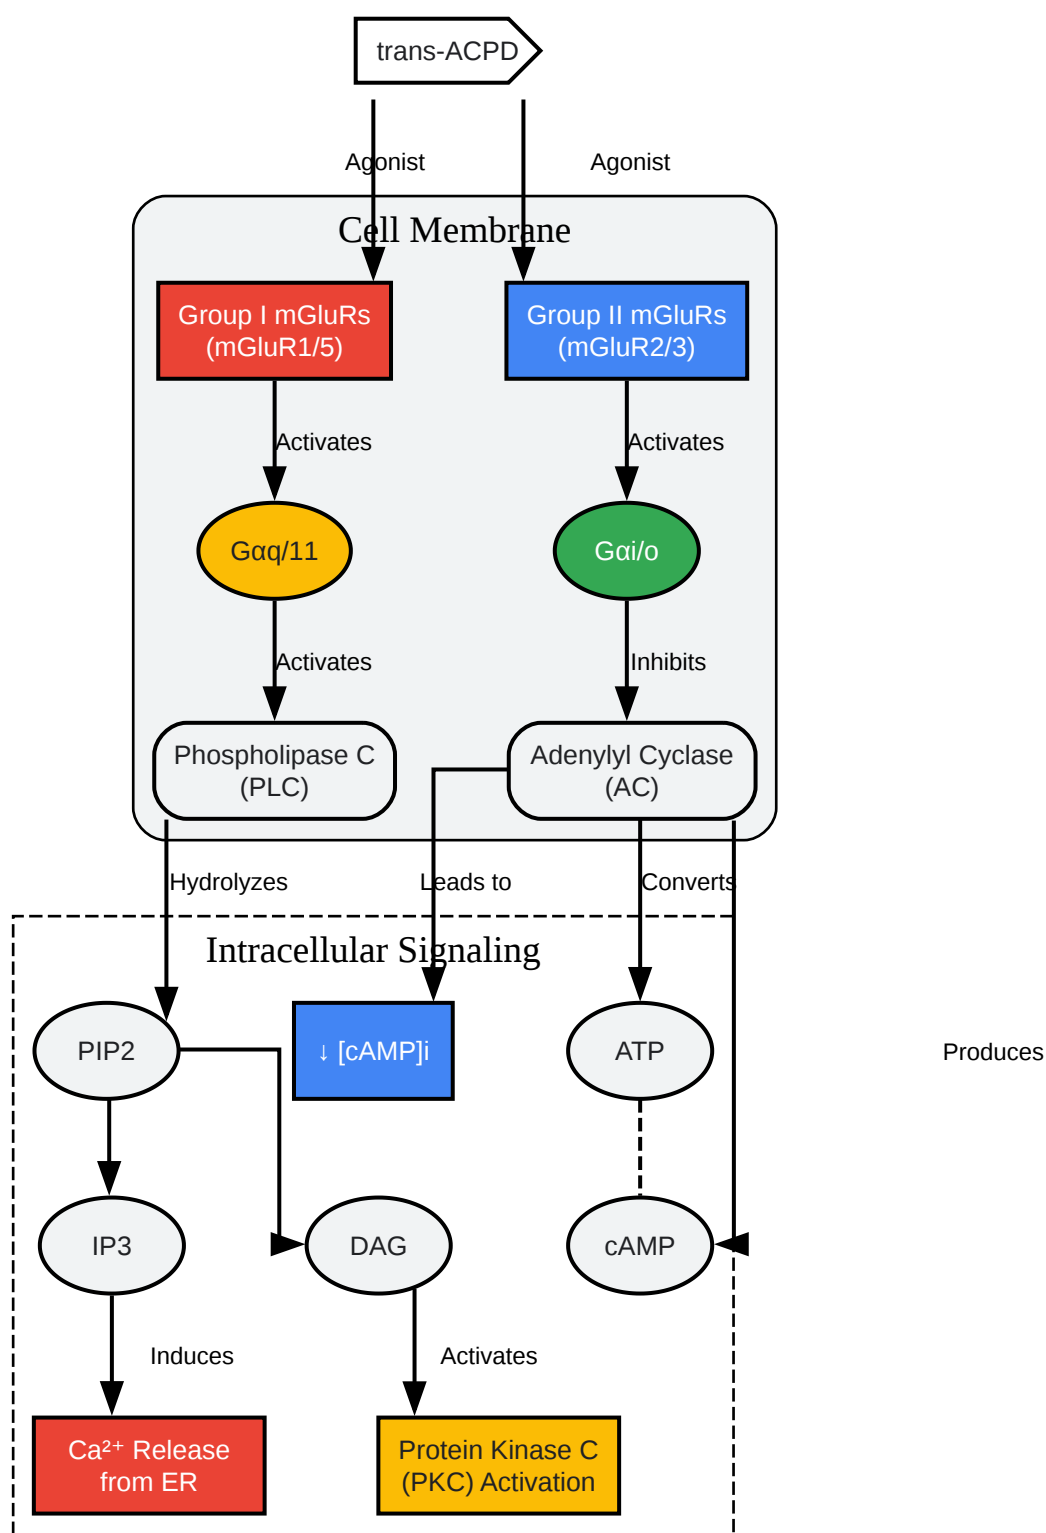 trans-ACPD
Agonist
Agonist
Cell Membrane
Group I mGluRs
(mGluR1/5)
Group II mGluRs
(mGluR2/3)
Activates
Activates
Gαq/11
Gαi/o
Activates
Inhibits
Phospholipase C
(PLC)
Adenylyl Cyclase
(AC)
Hydrolyzes
Leads to
Converts
Intracellular Signaling
PIP2
↓ [cAMP]i
ATP
Produces
IP3
DAG
cAMP
Induces
Activates
Ca²⁺ Release
from ER
Protein Kinase C
(PKC) Activation